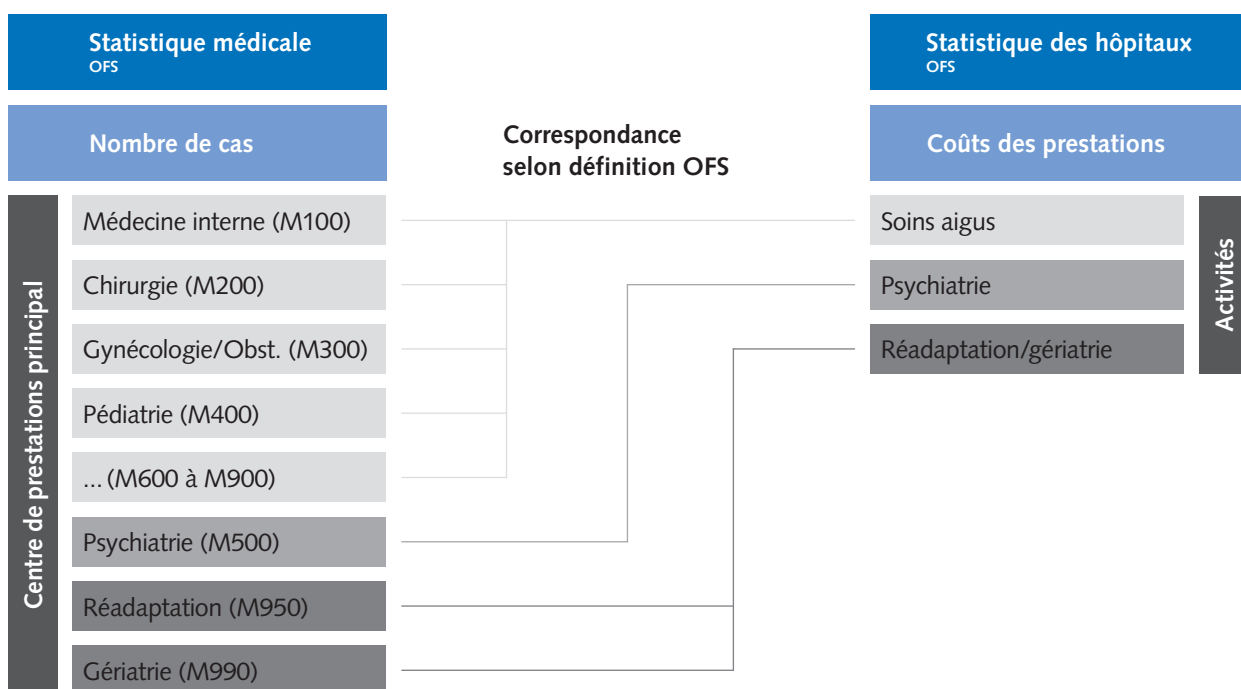 Statistique médicale
OFS
Statistique des hôpitaux
OFS
Nombre de cas
Correspondance
selon définition OFS
Coûts des prestations
Centre de prestations principal
Médecine interne (M100)
Chirurgie (M200)
Gynécologie/Obst. (M300)
Pédiatrie (M400)
... (M600 à M900)
Psychiatrie (M500)
Réadaptation (M950)
Gériatrie (M990)
Soins aigus
Psychiatrie
Réadaptation/gériatrie
Activités